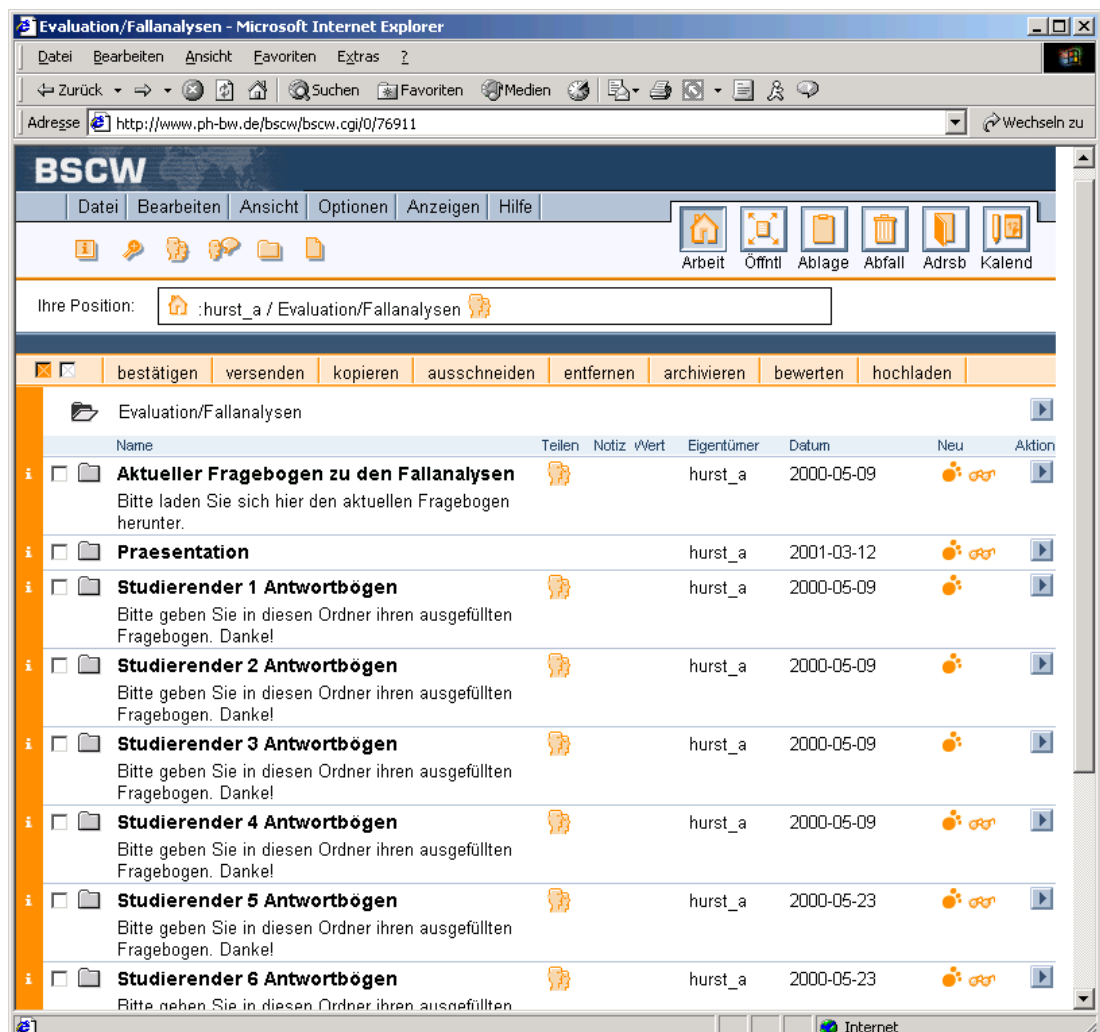 Evaluation/Fallanalysen - Microsoft Internet Explorer
Datei Bearbeiten Ansicht Favoriten Extras ?
Zurück Suchen Favoriten Medien
Adresse http://www.ph-bw.de/bscw/bscw.cgi/0/76911 Wechseln zu
BSCW
Datei Bearbeiten Ansicht Optionen Anzeigen Hilfe
Arbeit Öffntl Ablage Abfall Adrsb Kalend
Ihre Position: :hurst_a / Evaluation/Fallanalysen
bestätigen versenden kopieren ausschneiden entfernen archivieren bewerten hochladen
Evaluation/Fallanalysen
Name Teilen Notiz Wert Eigentümer Datum Neu Aktion
Aktueller Fragebogen zu den Fallanalysen hurst_a 2000-05-09
Bitte laden Sie sich hier den aktuellen Fragebogen
herunter.
Praesentation hurst_a 2001-03-12
Studierender 1 Antwortbögen hurst_a 2000-05-09
Bitte geben Sie in diesen Ordner ihren ausgefüllten
Fragebogen. Danke!
Studierender 2 Antwortbögen hurst_a 2000-05-09
Bitte geben Sie in diesen Ordner ihren ausgefüllten
Fragebogen. Danke!
Studierender 3 Antwortbögen hurst_a 2000-05-09
Bitte geben Sie in diesen Ordner ihren ausgefüllten
Fragebogen. Danke!
Studierender 4 Antwortbögen hurst_a 2000-05-09
Bitte geben Sie in diesen Ordner ihren ausgefüllten
Fragebogen. Danke!
Studierender 5 Antwortbögen hurst_a 2000-05-23
Bitte geben Sie in diesen Ordner ihren ausgefüllten
Fragebogen. Danke!
Studierender 6 Antwortbögen hurst_a 2000-05-23
Bitte geben Sie in diesen Ordner ihren ausgefüllten
Internet